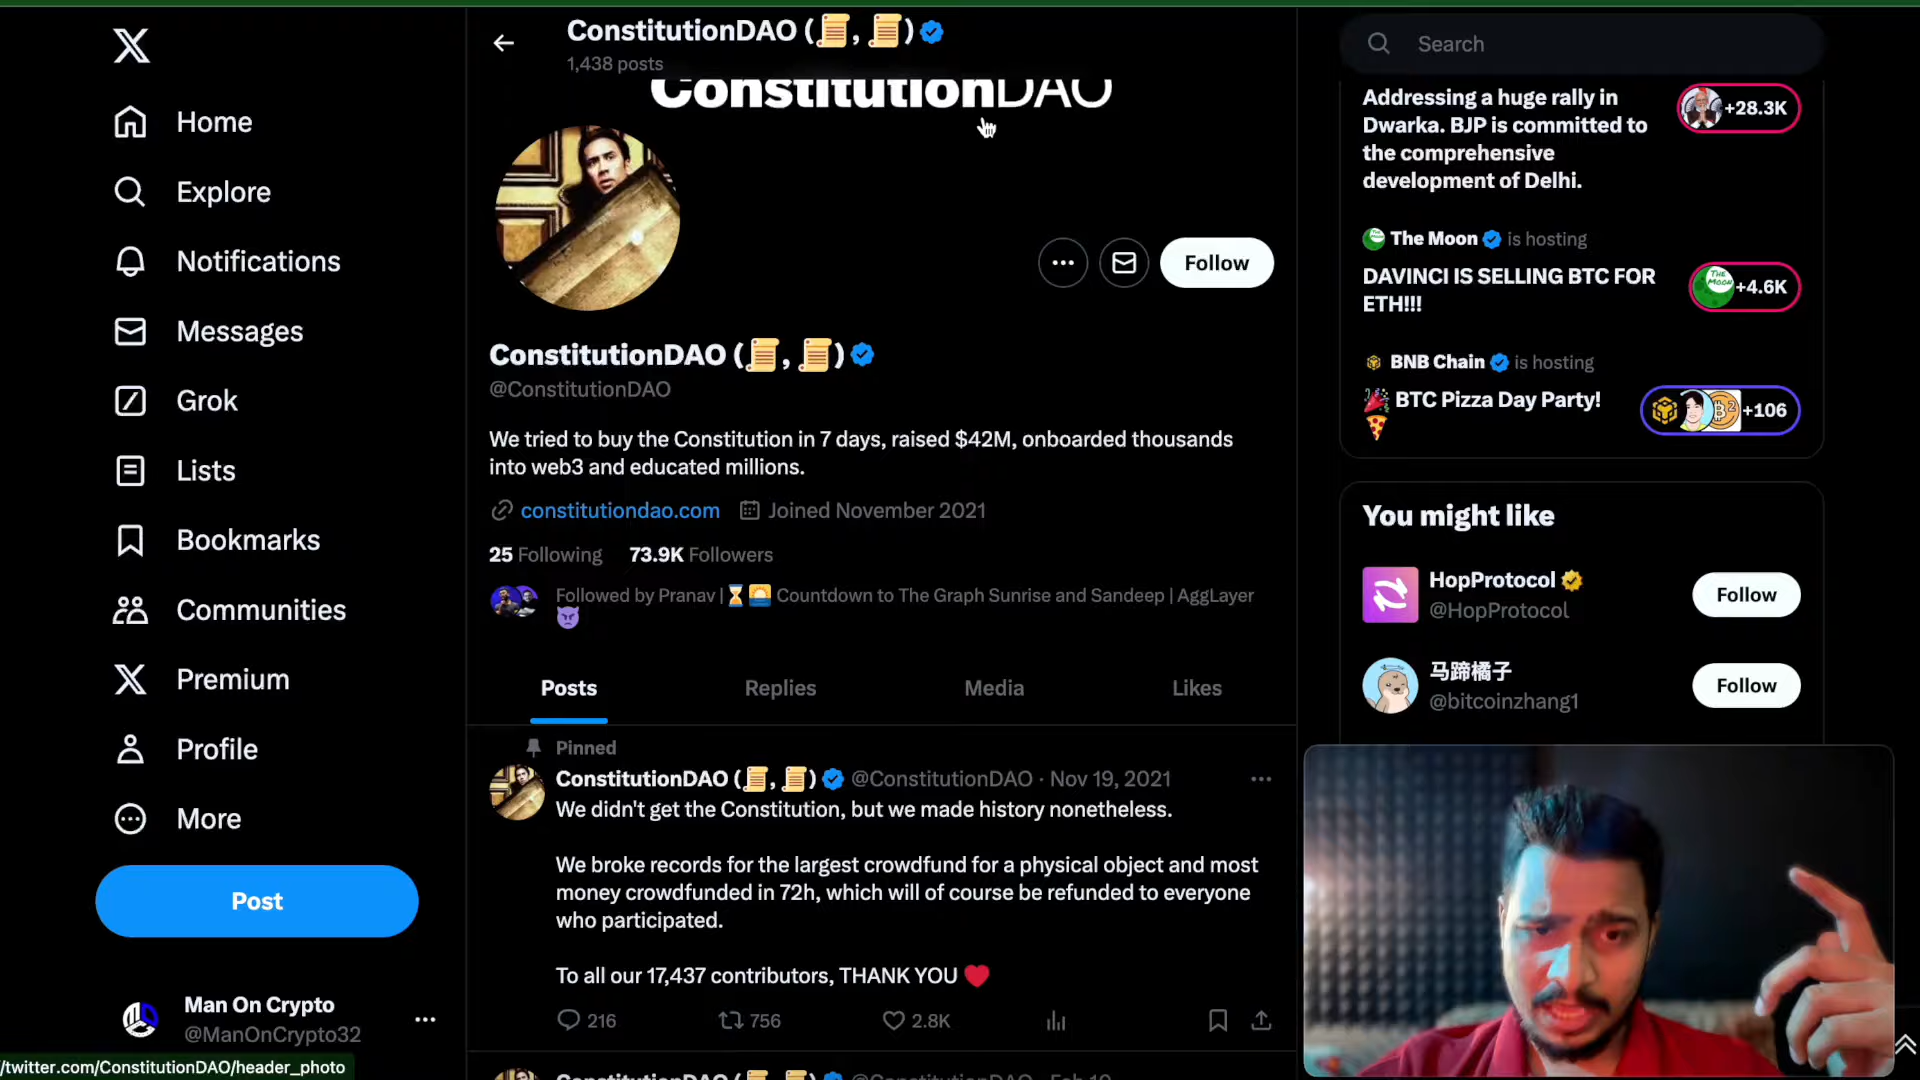 Home
Explore
Notifications
Messages
Grok
Lists
Bookmarks
Communities
Premium
Profile
More
Post
Man On Crypto
@ManOnCrypto32
/twitter.com/ConstitutionDAO/header_photo
ConstitutionDAO (📜, 📜)
1,438 posts
ConstitutionDAO
Follow
ConstitutionDAO (📜, 📜)
@ConstitutionDAO
We tried to buy the Constitution in 7 days, raised $42M, onboarded thousands
into web3 and educated millions.
constitutiondao.com Joined November 2021
25 Following 73.9K Followers
Followed by Pranav | ⏳🌅 Countdown to The Graph Sunrise and Sandeep | AggLayer
😈
Posts Replies Media Likes
Pinned
ConstitutionDAO (📜, 📜) @ConstitutionDAO · Nov 19, 2021
We didn't get the Constitution, but we made history nonetheless.
We broke records for the largest crowdfund for a physical object and most
money crowdfunded in 72h, which will of course be refunded to everyone
who participated.
To all our 17,437 contributors, THANK YOU ❤️
216 756 2.8K
ConstitutionDAO (📜, 📜) @ConstitutionDAO · Feb 10
Search
Addressing a huge rally in
Dwarka. BJP is committed to
the comprehensive
development of Delhi.
+28.3K
The Moon is hosting
DAVINCI IS SELLING BTC FOR
ETH!!!
THE MOON
+4.6K
BNB Chain is hosting
🎉 BTC Pizza Day Party!
🍕
+106
You might like
HopProtocol
@HopProtocol
Follow
马蹄橘子
@bitcoinzhang1
Follow